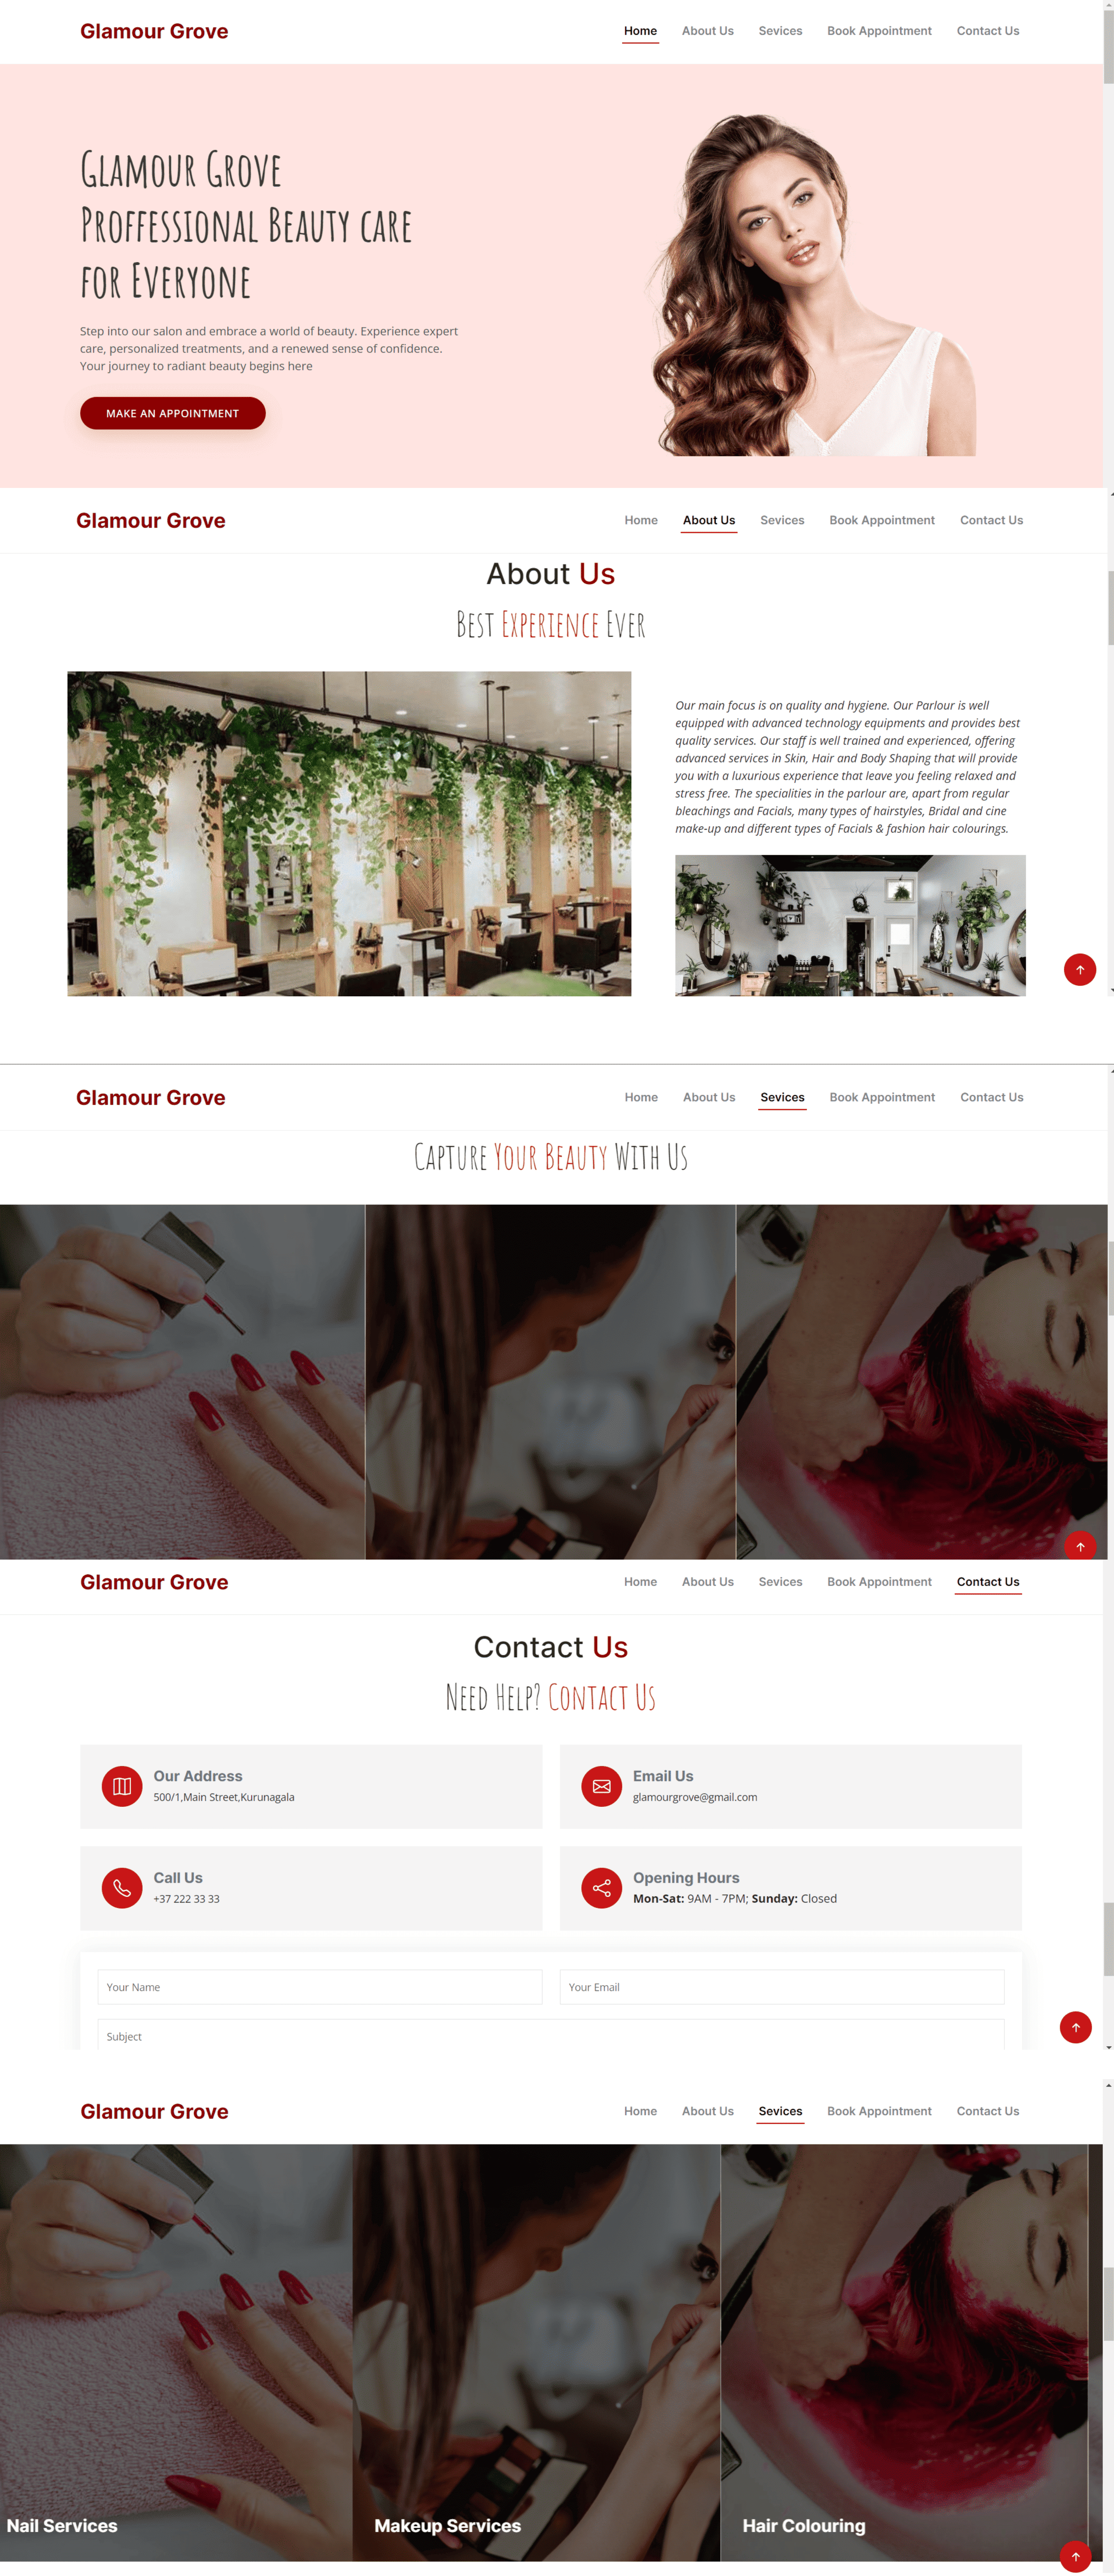 Glamour Grove
Home About Us Sevices Book Appointment Contact Us
Glamour Grove
Proffessional Beauty care
for Everyone
Step into our salon and embrace a world of beauty. Experience expert
care, personalized treatments, and a renewed sense of confidence.
Your journey to radiant beauty begins here
MAKE AN APPOINTMENT
Glamour Grove
Home About Us Sevices Book Appointment Contact Us
About Us
Best Experience Ever
Our main focus is on quality and hygiene. Our Parlour is well
equipped with advanced technology equipments and provides best
quality services. Our staff is well trained and experienced, offering
advanced services in Skin, Hair and Body Shaping that will provide
you with a luxurious experience that leave you feeling relaxed and
stress free. The specialities in the parlour are, apart from regular
bleachings and Facials, many types of hairstyles, Bridal and cine
make-up and different types of Facials & fashion hair colourings.
Glamour Grove
Home About Us Sevices Book Appointment Contact Us
Capture Your Beauty With Us
Glamour Grove
Home About Us Sevices Book Appointment Contact Us
Contact Us
Need Help? Contact Us
Our Address
500/1,Main Street,Kurunagala
Email Us
glamourgrove@gmail.com
Call Us
+37 222 33 33
Opening Hours
Mon-Sat: 9AM - 7PM; Sunday: Closed
Your Name
Your Email
Subject
Glamour Grove
Home About Us Sevices Book Appointment Contact Us
Nail Services
Makeup Services
Hair Colouring